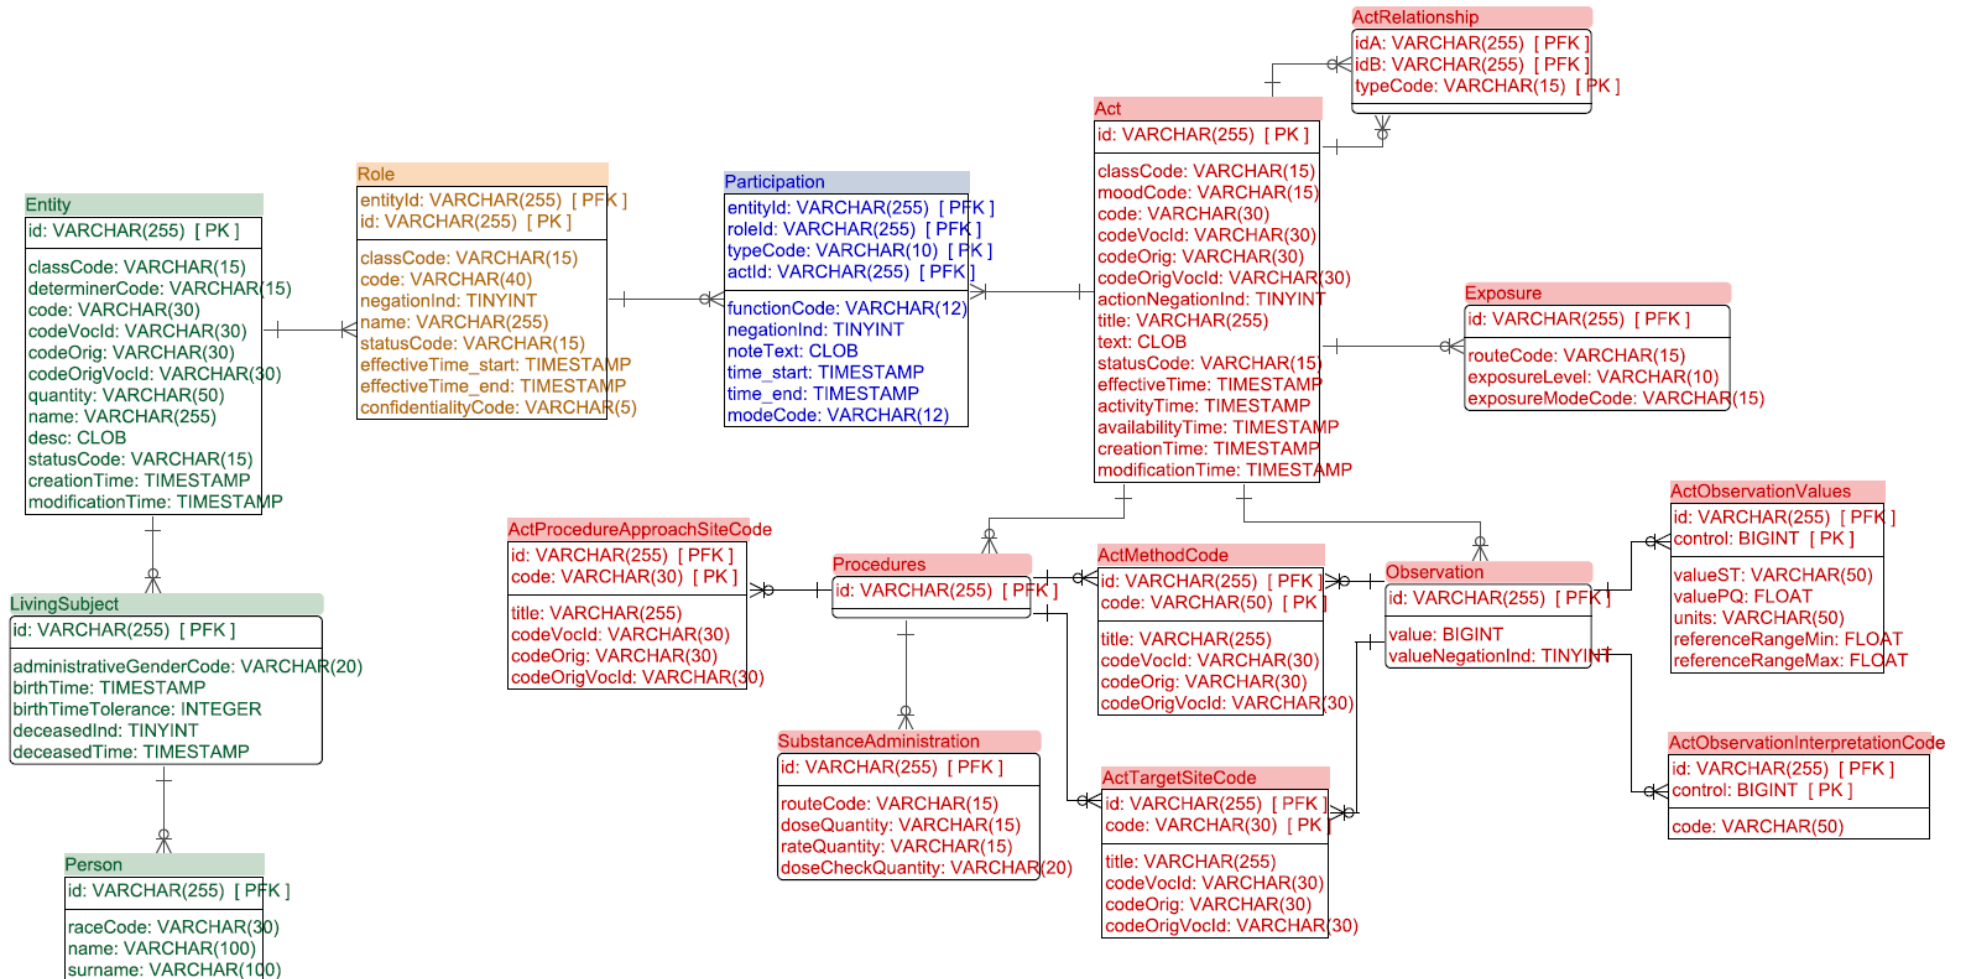 Entity
id: VARCHAR(255) [ PK ]
classCode: VARCHAR(15)
determinerCode: VARCHAR(15)
code: VARCHAR(30)
codeVocId: VARCHAR(30)
codeOrig: VARCHAR(30)
codeOrigVocId: VARCHAR(30)
quantity: VARCHAR(50)
name: VARCHAR(255)
desc: CLOB
statusCode: VARCHAR(15)
creationTime: TIMESTAMP
modificationTime: TIMESTAMP
LivingSubject
id: VARCHAR(255) [ PFK ]
administrativeGenderCode: VARCHAR(20)
birthTime: TIMESTAMP
birthTimeTolerance: INTEGER
deceasedInd: TINYINT
deceasedTime: TIMESTAMP
Person
id: VARCHAR(255) [ PFK ]
raceCode: VARCHAR(30)
name: VARCHAR(100)
surname: VARCHAR(100)
Role
entityId: VARCHAR(255) [ PFK ]
id: VARCHAR(255) [ PK ]
classCode: VARCHAR(15)
code: VARCHAR(40)
negationInd: TINYINT
name: VARCHAR(255)
statusCode: VARCHAR(15)
effectiveTime_start: TIMESTAMP
effectiveTime_end: TIMESTAMP
confidentialityCode: VARCHAR(5)
Participation
entityId: VARCHAR(255) [ PFK ]
roleId: VARCHAR(255) [ PFK ]
typeCode: VARCHAR(10) [ PK ]
actId: VARCHAR(255) [ PFK ]
functionCode: VARCHAR(12)
negationInd: TINYINT
noteText: CLOB
time_start: TIMESTAMP
time_end: TIMESTAMP
modeCode: VARCHAR(12)
Act
id: VARCHAR(255) [ PK ]
classCode: VARCHAR(15)
moodCode: VARCHAR(15)
code: VARCHAR(30)
codeVocId: VARCHAR(30)
codeOrig: VARCHAR(30)
codeOrigVocId: VARCHAR(30)
actionNegationInd: TINYINT
title: VARCHAR(255)
text: CLOB
statusCode: VARCHAR(15)
effectiveTime: TIMESTAMP
activityTime: TIMESTAMP
availabilityTime: TIMESTAMP
creationTime: TIMESTAMP
modificationTime: TIMESTAMP
ActRelationship
idA: VARCHAR(255) [ PFK ]
idB: VARCHAR(255) [ PFK ]
typeCode: VARCHAR(15) [ PK ]
Exposure
id: VARCHAR(255) [ PFK ]
routeCode: VARCHAR(15)
exposureLevel: VARCHAR(10)
exposureModeCode: VARCHAR(15)
ActProcedureApproachSiteCode
id: VARCHAR(255) [ PFK ]
code: VARCHAR(30) [ PK ]
title: VARCHAR(255)
codeVocId: VARCHAR(30)
codeOrig: VARCHAR(30)
codeOrigVocId: VARCHAR(30)
Procedures
id: VARCHAR(255) [ PFK ]
SubstanceAdministration
id: VARCHAR(255) [ PFK ]
routeCode: VARCHAR(15)
doseQuantity: VARCHAR(15)
rateQuantity: VARCHAR(15)
doseCheckQuantity: VARCHAR(20)
ActMethodCode
id: VARCHAR(255) [ PFK ]
code: VARCHAR(50) [ PK ]
title: VARCHAR(255)
codeVocId: VARCHAR(30)
codeOrig: VARCHAR(30)
codeOrigVocId: VARCHAR(30)
ActTargetSiteCode
id: VARCHAR(255) [ PFK ]
code: VARCHAR(30) [ PK ]
title: VARCHAR(255)
codeVocId: VARCHAR(30)
codeOrig: VARCHAR(30)
codeOrigVocId: VARCHAR(30)
Observation
id: VARCHAR(255) [ PFK ]
value: BIGINT
valueNegationInd: TINYINT
ActObservationValues
id: VARCHAR(255) [ PFK ]
control: BIGINT [ PK ]
valueST: VARCHAR(50)
valuePQ: FLOAT
units: VARCHAR(50)
referenceRangeMin: FLOAT
referenceRangeMax: FLOAT
ActObservationInterpretationCode
id: VARCHAR(255) [ PFK ]
control: BIGINT [ PK ]
code: VARCHAR(50)